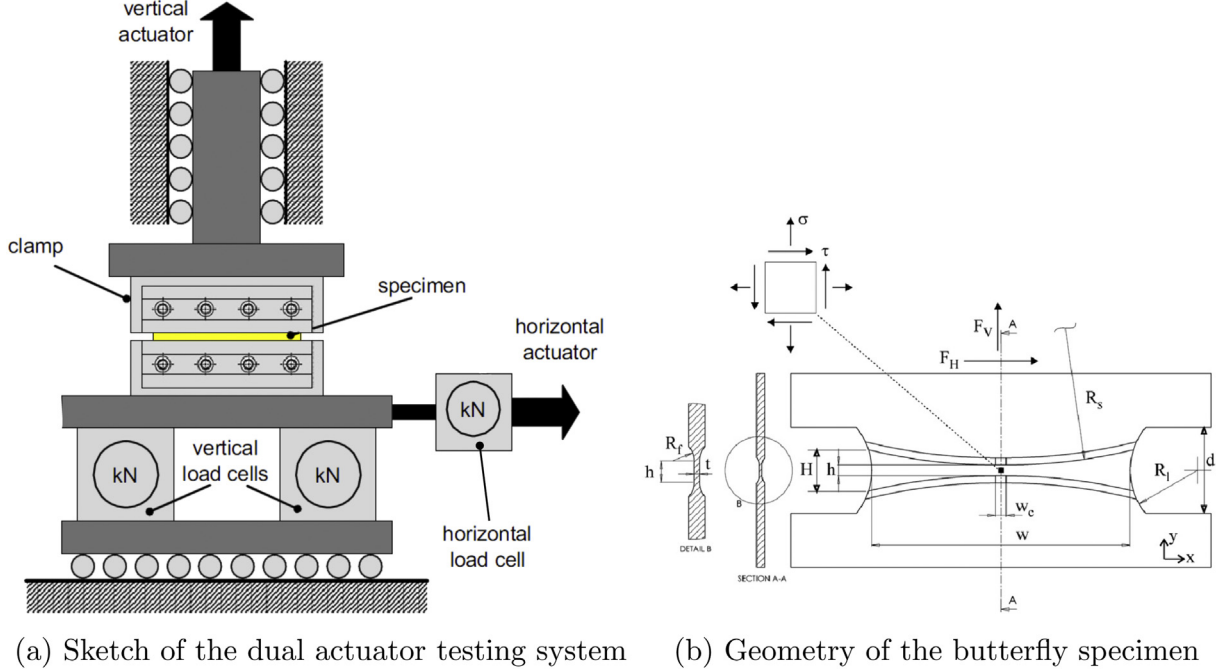 vertical
actuator
clamp
specimen
horizontal
actuator
kN
kN
vertical
load cells
kN
horizontal
load cell
σ
τ
F_V
A
F_H
R_s
R_f
h
t
H
h
d
R_l
B
w_c
w
DETAIL B
SECTION A-A
y
x
A
(a) Sketch of the dual actuator testing system
(b) Geometry of the butterfly specimen